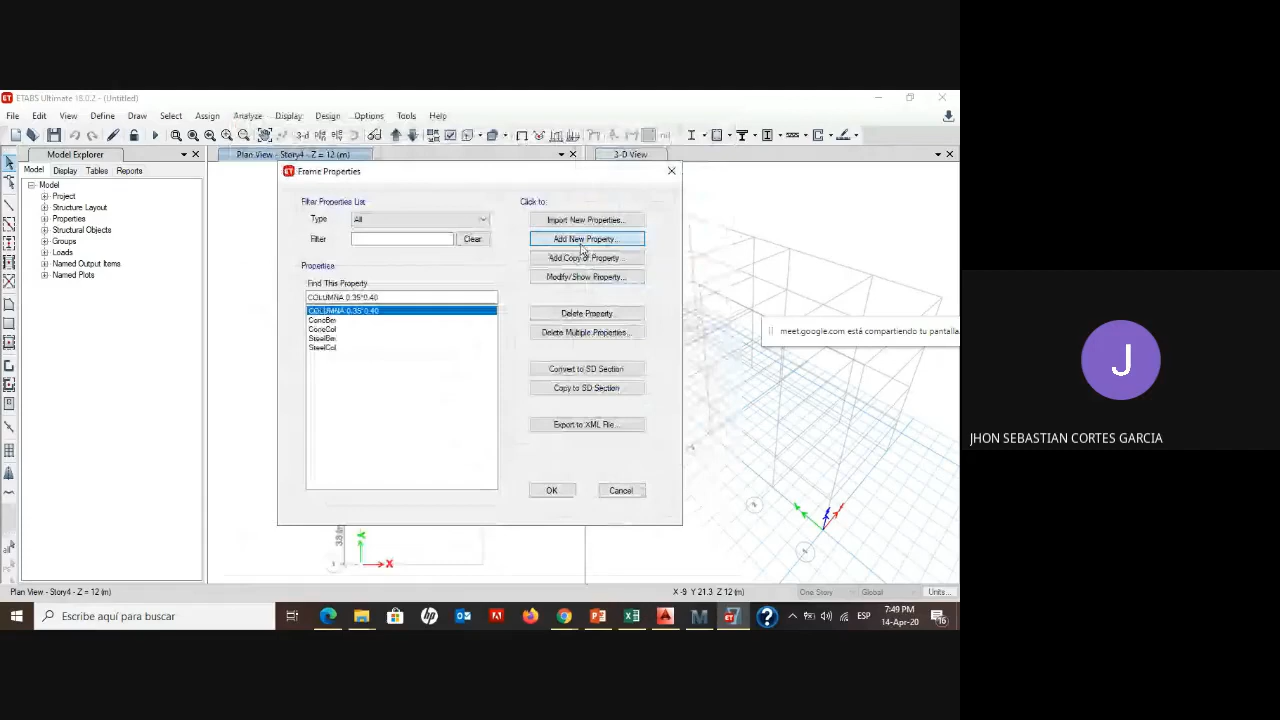 ETABS Ultimate 18.0.2 - (Untitled)
File Edit View Define Draw Select Assign Analyze Display Design Options Tools Help
Model Explorer
Plan View - Story4 - Z = 12 (m)
3-D View
Model Display Tables Reports
Model
Project
Structure Layout
Properties
Structural Objects
Groups
Loads
Named Output Items
Named Plots
Frame Properties
Filter Properties List
Type All
Filter Clear
Properties
Find This Property
COLUMNA 0.35*0.40
COLUMNA 0.35*0.40
ConcBm
ConcCol
SteelBm
SteelCol
Click to:
Import New Properties...
Add New Property...
Add Copy of Property...
Modify/Show Property...
Delete Property
Delete Multiple Properties...
Convert to SD Section
Copy to SD Section
Export to XML File...
OK Cancel
meet.google.com está compartiendo tu pantalla.
X
Y
J
JHON SEBASTIAN CORTES GARCIA
Plan View - Story4 - Z = 12 (m)
X -9 Y 21.3 Z 12 (m)
One Story Global Units...
Escribe aquí para buscar
ESP
7:49 PM
14-Apr-20